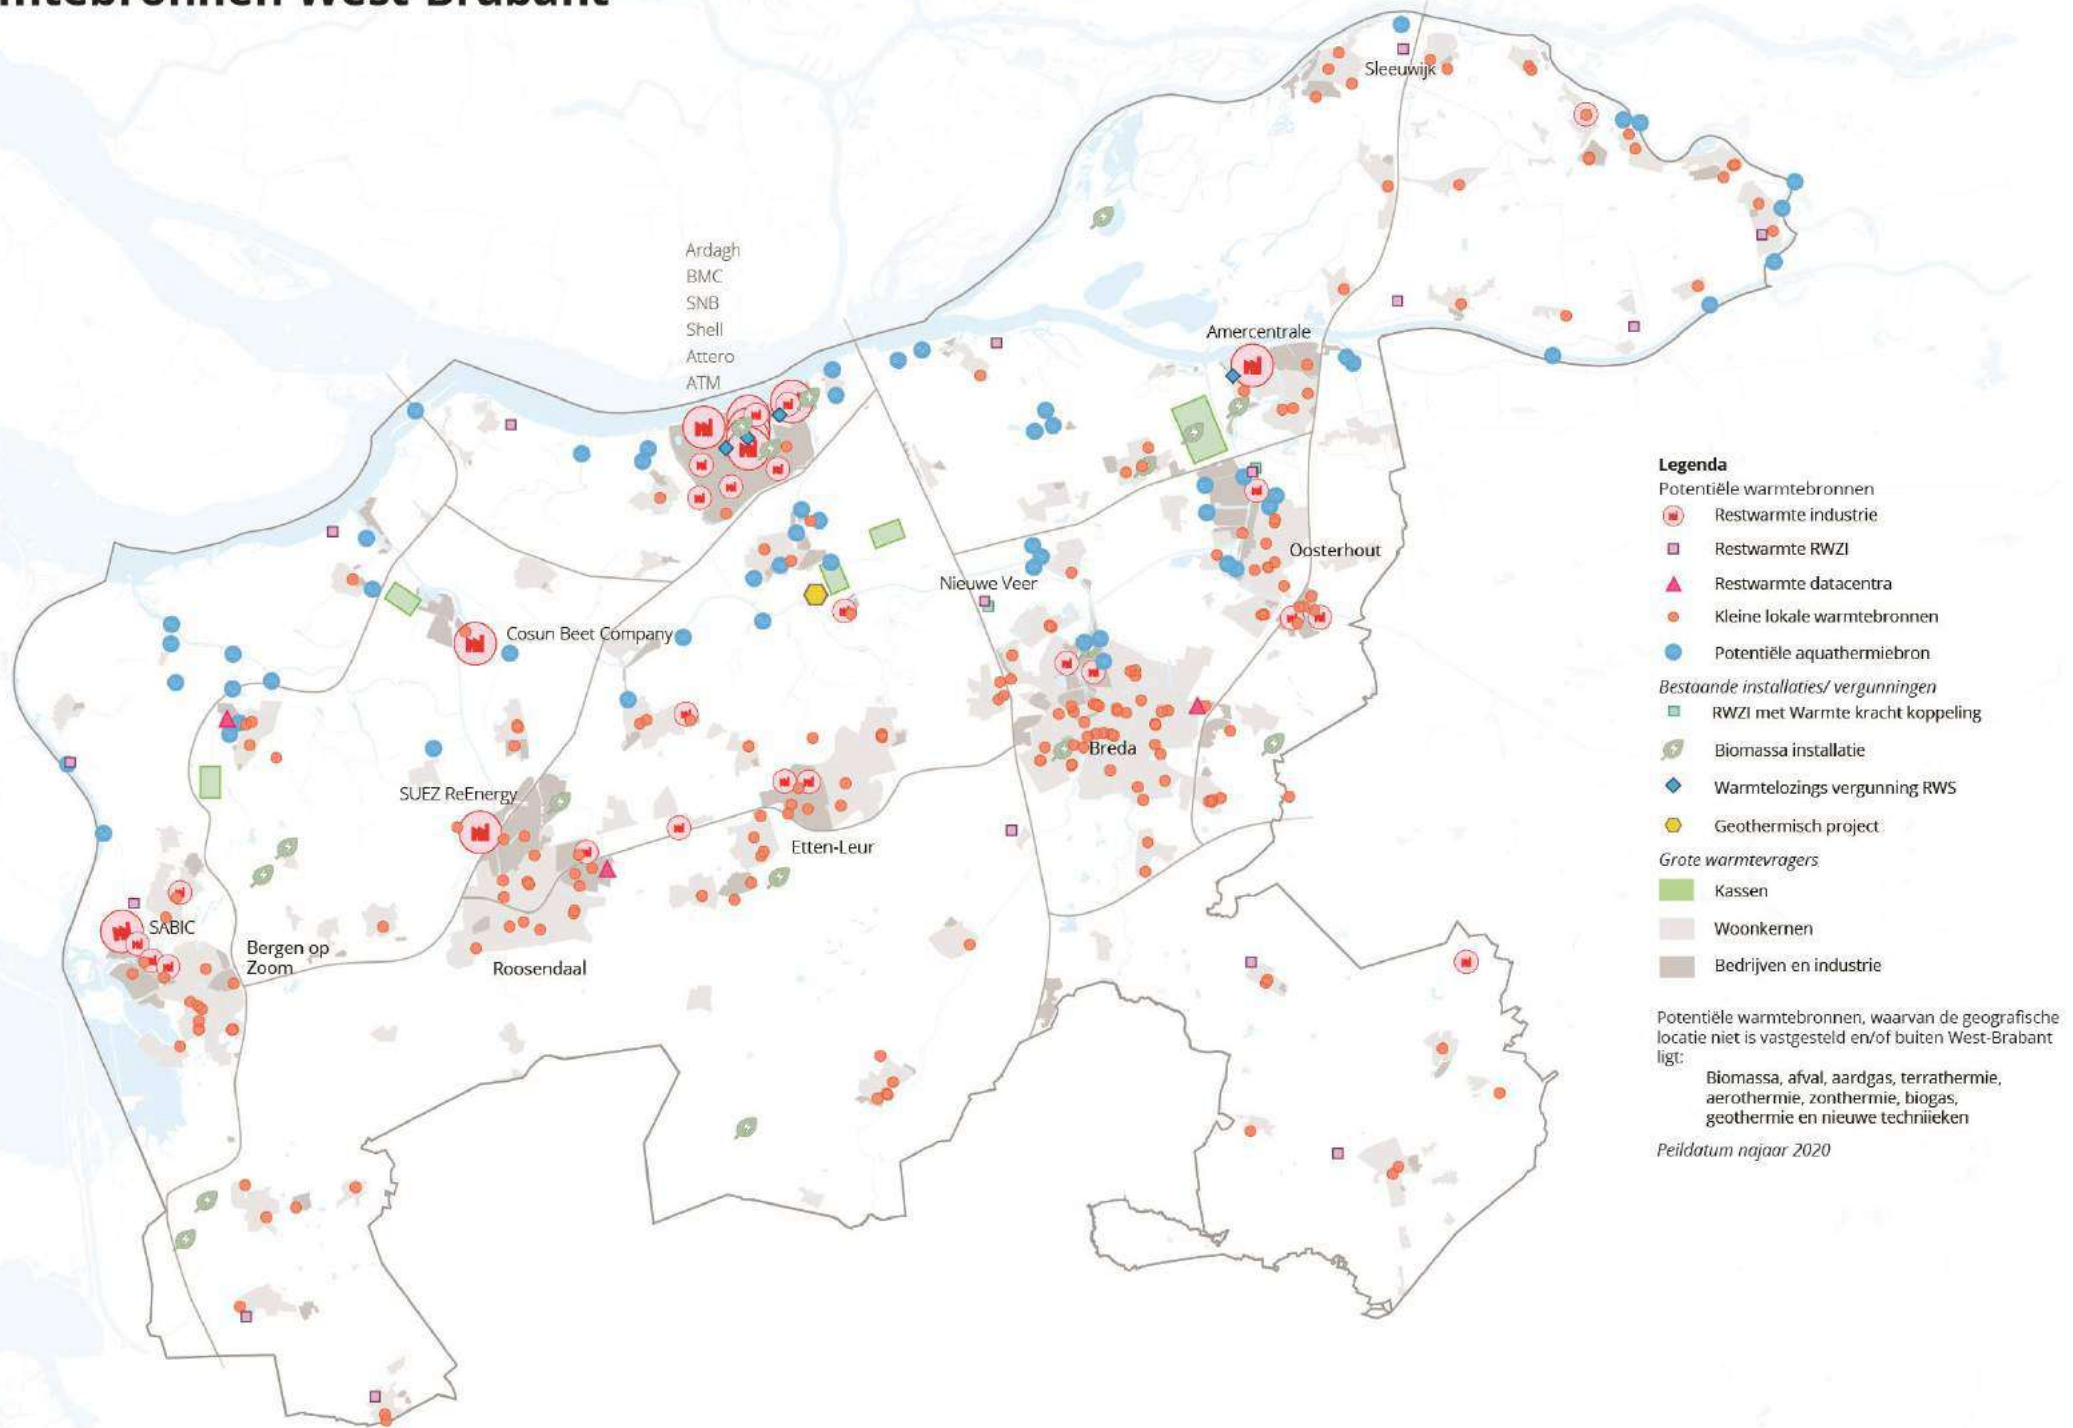 West-Brabant
Sleeuwijk
Ardagh
BMC
SNB
Shell
Attero
ATM
Amercentrale
Oosterhout
Nieuwe Veer
Cosun Beet Company
Breda
SUEZ ReEnergy
Etten-Leur
SABIC
Bergen op
Zoom
Roosendaal
Legenda
Potentiële warmtebronnen
Restwarmte industrie
Restwarmte RWZI
Restwarmte datacentra
Kleine lokale warmtebronnen
Potentiële aquathermiebron
Bestaande installaties/ vergunningen
RWZI met Warmte kracht koppeling
Biomassa installatie
Warmtelozings vergunning RWS
Geothermisch project
Grote warmtevragers
Kassen
Woonkernen
Bedrijven en industrie
Potentiële warmtebronnen, waarvan de geografische
locatie niet is vastgesteld en/of buiten West-Brabant
ligt:
Biomassa, afval, aardgas, terrathermie,
aerothermie, zonthermie, biogas,
geothermie en nieuwe techniieken
Peildatum najaar 2020